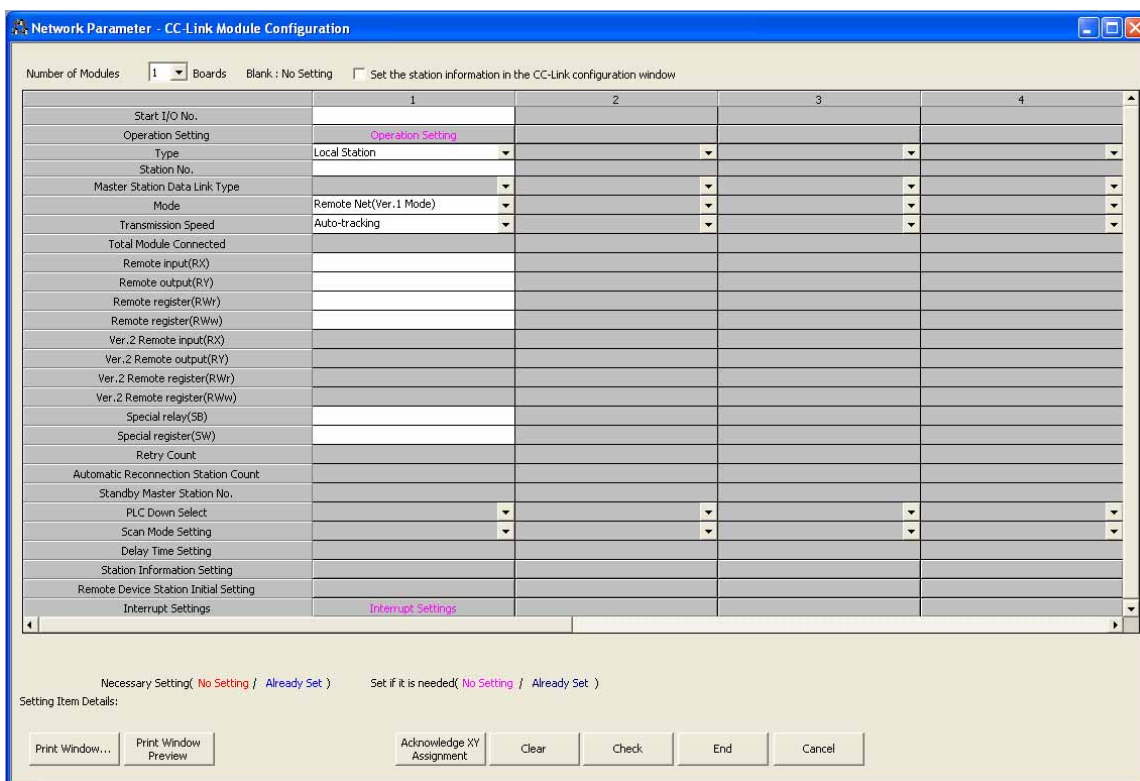 Network Parameter - CC-Link Module Configuration
Number of Modules 1 Boards Blank : No Setting Set the station information in the CC-Link configuration window
1 2 3 4
Start I/O No.
Operation Setting Operation Setting
Type Local Station
Station No.
Master Station Data Link Type
Mode Remote Net(Ver.1 Mode)
Transmission Speed Auto-tracking
Total Module Connected
Remote input(RX)
Remote output(RY)
Remote register(RWr)
Remote register(RWw)
Ver.2 Remote input(RX)
Ver.2 Remote output(RY)
Ver.2 Remote register(RWr)
Ver.2 Remote register(RWw)
Special relay(SB)
Special register(SW)
Retry Count
Automatic Reconnection Station Count
Standby Master Station No.
PLC Down Select
Scan Mode Setting
Delay Time Setting
Station Information Setting
Remote Device Station Initial Setting
Interrupt Settings Interrupt Settings
Necessary Setting( No Setting / Already Set ) Set if it is needed( No Setting / Already Set )
Setting Item Details:
Print Window... Print Window Preview Acknowledge XY Assignment Clear Check End Cancel